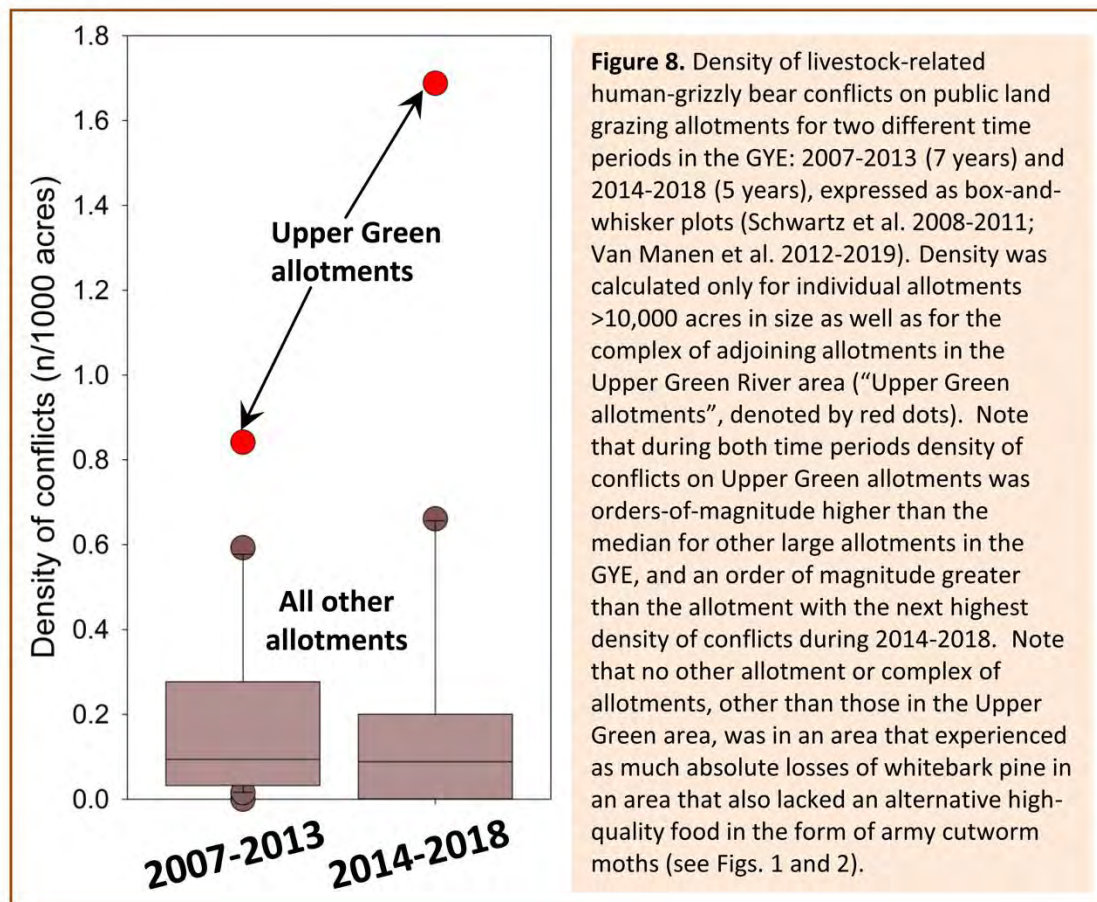 1.8
1.6
1.4
1.2
1.0
0.8
0.6
0.4
0.2
0.0
Density of conflicts (n/1000 acres)
Upper Green
allotments
All other
allotments
2007-2013
2014-2018
Figure 8. Density of livestock-related
human-grizzly bear conflicts on public land
grazing allotments for two different time
periods in the GYE: 2007-2013 (7 years) and
2014-2018 (5 years), expressed as box-and-
whisker plots (Schwartz et al. 2008-2011;
Van Manen et al. 2012-2019). Density was
calculated only for individual allotments
>10,000 acres in size as well as for the
complex of adjoining allotments in the
Upper Green River area (“Upper Green
allotments”, denoted by red dots). Note
that during both time periods density of
conflicts on Upper Green allotments was
orders-of-magnitude higher than the
median for other large allotments in the
GYE, and an order of magnitude greater
than the allotment with the next highest
density of conflicts during 2014-2018. Note
that no other allotment or complex of
allotments, other than those in the Upper
Green area, was in an area that experienced
as much absolute losses of whitebark pine in
an area that also lacked an alternative high-
quality food in the form of army cutworm
moths (see Figs. 1 and 2).